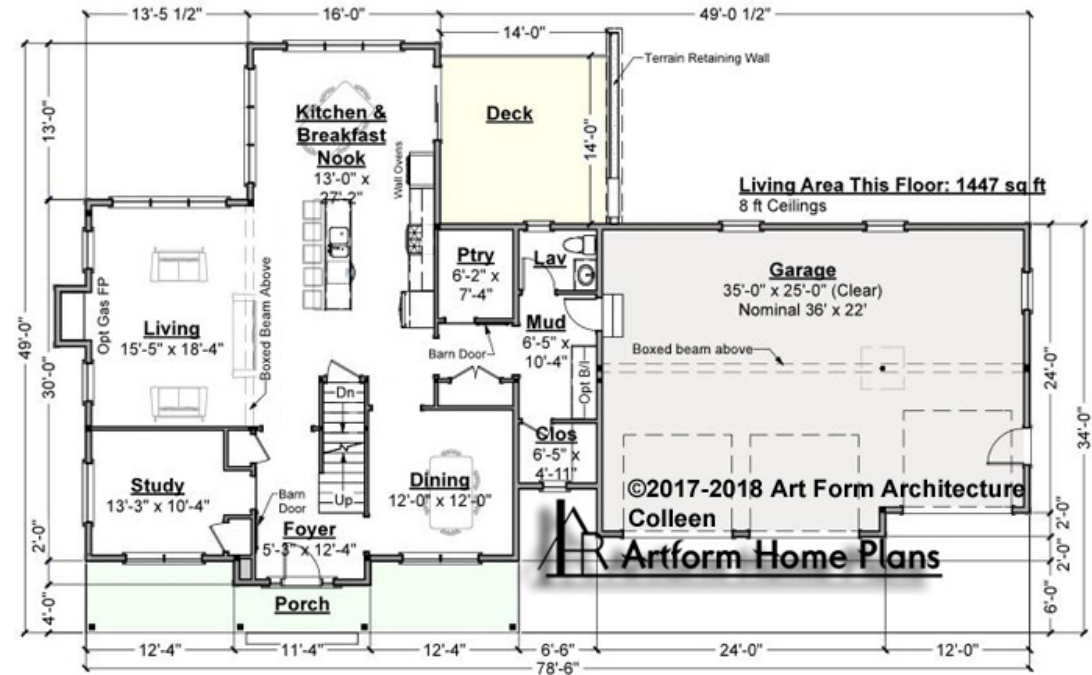 13'-5 1/2"
16'-0"
49'-0 1/2"
14'-0"
Terrain Retaining Wall
13'-0"
Kitchen &
Breakfast
Nook
13'-0" x
27'-2"
Wall Ovens
Deck
14'-0"
Living Area This Floor: 1447 sq ft
8 ft Ceilings
49'-0"
30'-0"
Opt Gas FP
Living
15'-5" x 18'-4"
Boxed Beam Above
Ptry
6'-2" x
7'-4"
Lav
Mud
6'-5" x
10'-4"
Barn Door
Opt B/I
Garage
35'-0" x 25'-0" (Clear)
Nominal 36' x 22'
Boxed beam above
24'-0"
34'-0"
Dn
Up
Clos
6'-5" x
4'-11"
Study
13'-3" x 10'-4"
Barn
Door
Dining
12'-0" x 12'-0"
Foyer
5'-3" x 12'-4"
©2017-2018 Art Form Architecture
Colleen
Artform Home Plans
2'-0"
2'-0"
2'-0"
4'-0"
6'-0"
Porch
12'-4"
11'-4"
12'-4"
6'-6"
24'-0"
12'-0"
78'-6"